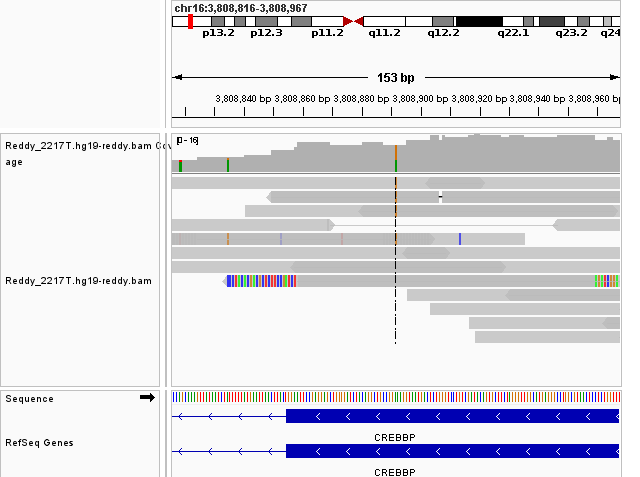 chr16:3,808,816-3,808,967
p13.2 p12.3 p11.2 q11.2 q12.2 q22.1 q23.2 q24
153 bp
3,808,840 bp 3,808,860 bp 3,808,880 bp 3,808,900 bp 3,808,920 bp 3,808,940 bp 3,808,960 bp
Reddy_2217T.hg19-reddy.bam Cov
age
[0 - 16]
Reddy_2217T.hg19-reddy.bam
Sequence
CREBBP
RefSeq Genes
CREBBP